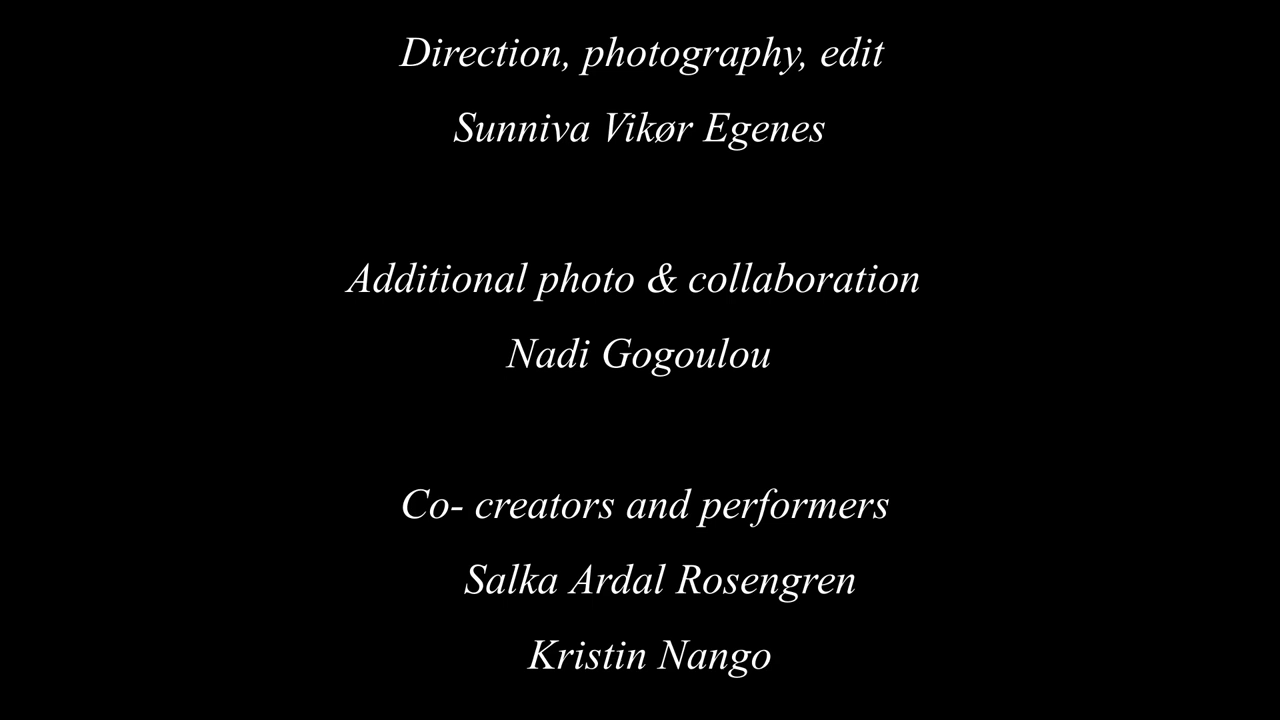 Direction, photography, edit
Sunniva Vikør Egenes
Additional photo & collaboration
Nadi Gogoulou
Co- creators and performers
Salka Ardal Rosengren
Kristin Nango